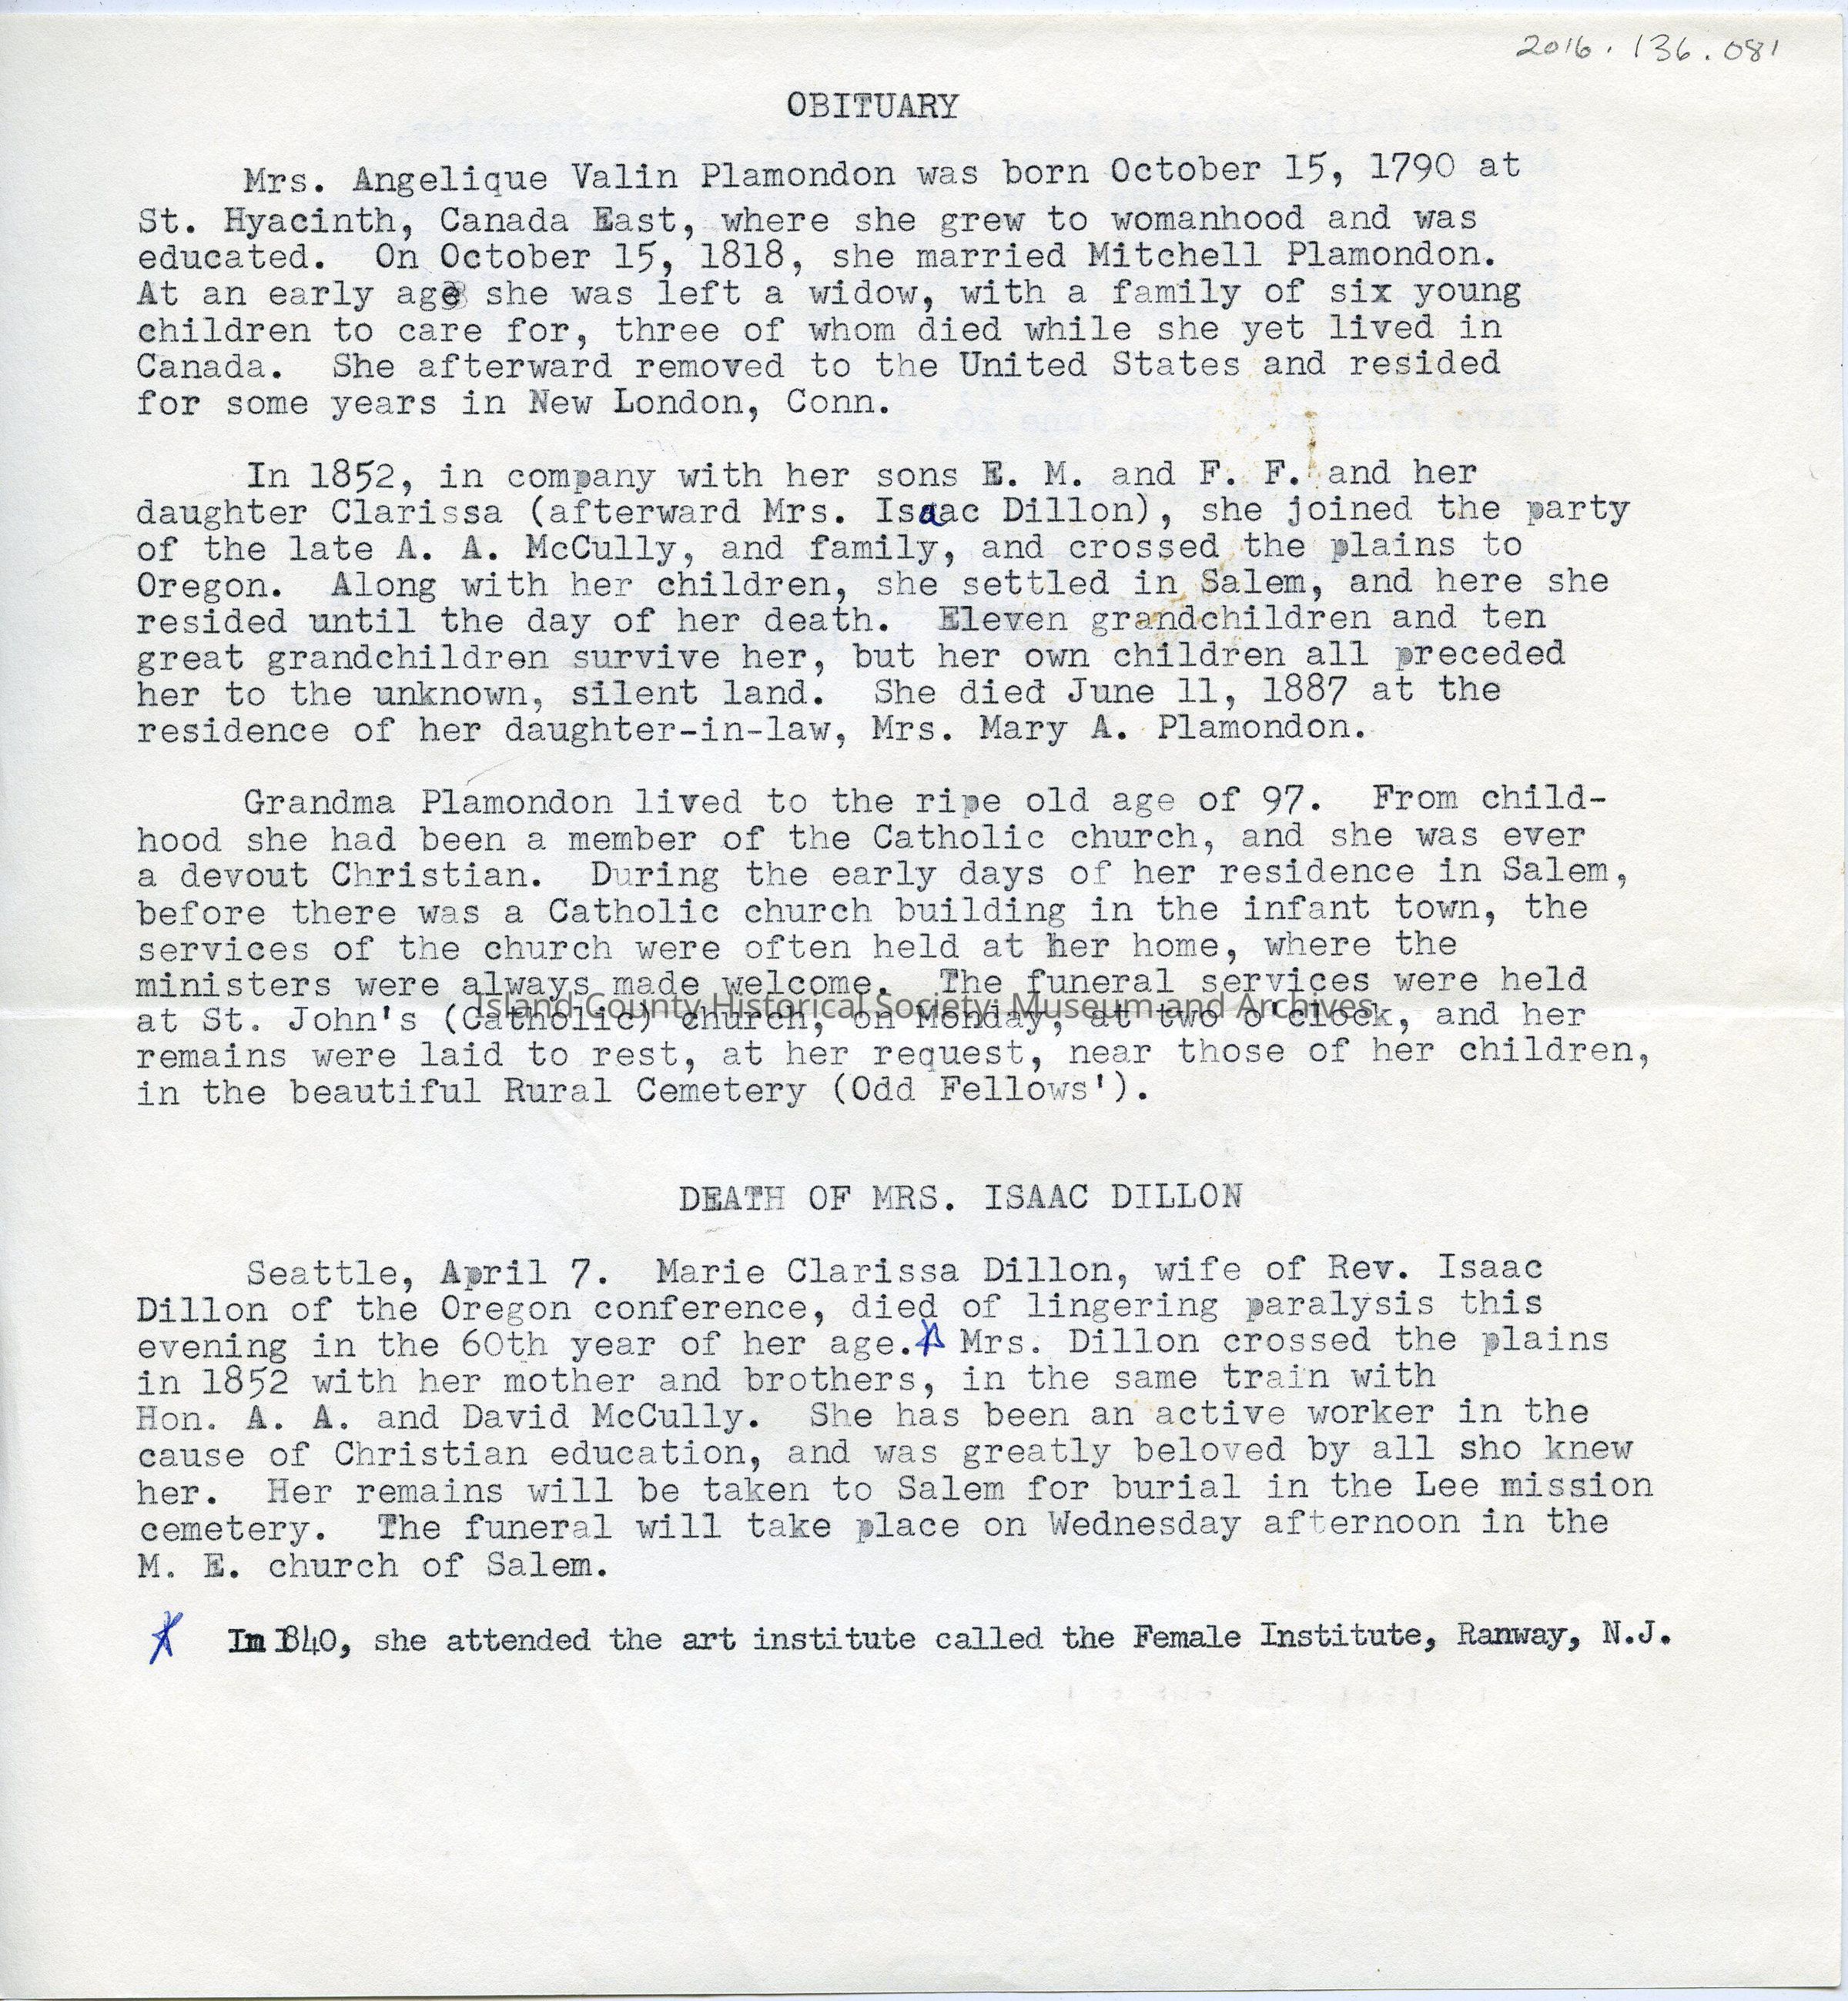 2016.136.081
OBITUARY
Mrs. Angelique Valin Plamondon was born October 15, 1790 at
St. Hyacinth, Canada East, where she grew to womanhood and was
educated. On October 15, 1818, she married Mitchell Plamondon.
At an early age she was left a widow, with a family of six young
children to care for, three of whom died while she yet lived in
Canada. She afterward removed to the United States and resided
for some years in New London, Conn.
In 1852, in company with her sons E. M. and F. F. and her
daughter Clarissa (afterward Mrs. Isaac Dillon), she joined the party
of the late A. A. McCully, and family, and crossed the plains to
Oregon. Along with her children, she settled in Salem, and here she
resided until the day of her death. Eleven grandchildren and ten
great grandchildren survive her, but her own children all preceded
her to the unknown, silent land. She died June 11, 1887 at the
residence of her daughter-in-law, Mrs. Mary A. Plamondon.
Grandma Plamondon lived to the ripe old age of 97. From child-
hood she had been a member of the Catholic church, and she was ever
a devout Christian. During the early days of her residence in Salem,
before there was a Catholic church building in the infant town, the
services of the church were often held at her home, where the
ministers were always made welcome. The funeral services were held
Island County Historical Society: Museum and Archives
at St. John's (Catholic) church, on Monday, at two o'clock, and her
remains were laid to rest, at her request, near those of her children,
in the beautiful Rural Cemetery (Odd Fellows').
DEATH OF MRS. ISAAC DILLON
Seattle, April 7. Marie Clarissa Dillon, wife of Rev. Isaac
Dillon of the Oregon conference, died of lingering paralysis this
evening in the 60th year of her age.* Mrs. Dillon crossed the plains
in 1852 with her mother and brothers, in the same train with
Hon. A. A. and David McCully. She has been an active worker in the
cause of Christian education, and was greatly beloved by all sho knew
her. Her remains will be taken to Salem for burial in the Lee mission
cemetery. The funeral will take place on Wednesday afternoon in the
M. E. church of Salem.
* In 1840, she attended the art institute called the Female Institute, Ranway, N.J.